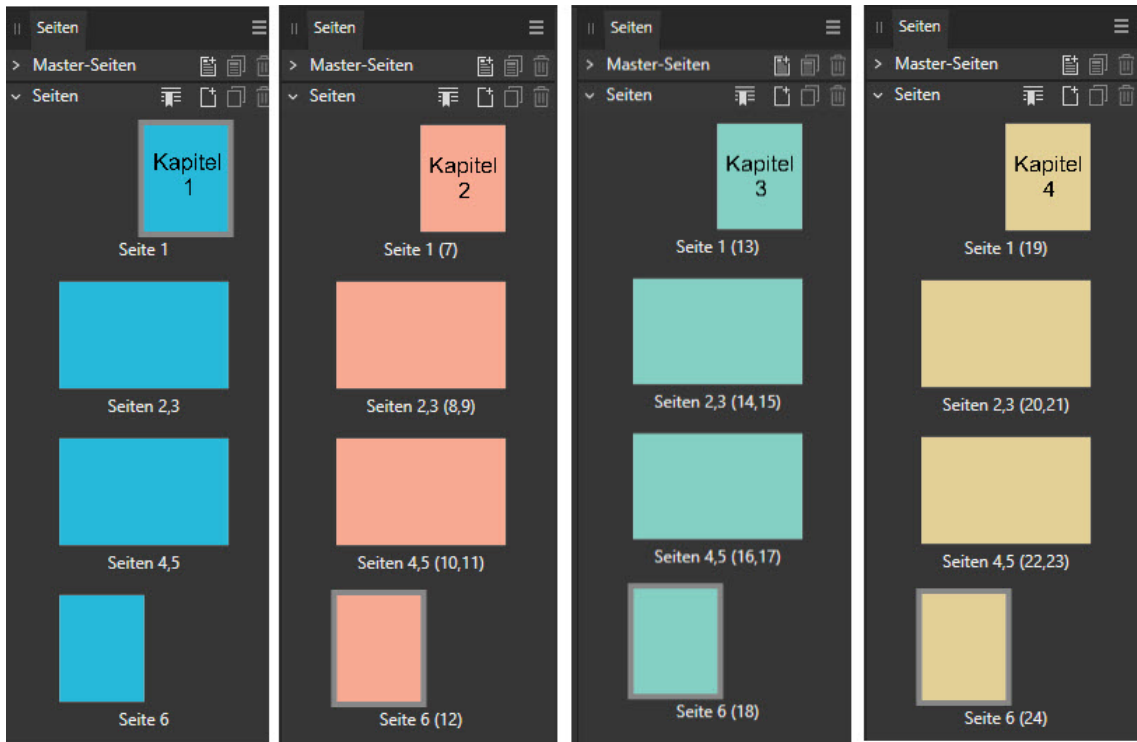 Seiten
Master-Seiten
Seiten
Kapitel
1
Seite 1
Seiten 2,3
Seiten 4,5
Seite 6
Seiten
Master-Seiten
Seiten
Kapitel
2
Seite 1 (7)
Seiten 2,3 (8,9)
Seiten 4,5 (10,11)
Seite 6 (12)
Seiten
Master-Seiten
Seiten
Kapitel
3
Seite 1 (13)
Seiten 2,3 (14,15)
Seiten 4,5 (16,17)
Seite 6 (18)
Seiten
Master-Seiten
Seiten
Kapitel
4
Seite 1 (19)
Seiten 2,3 (20,21)
Seiten 4,5 (22,23)
Seite 6 (24)